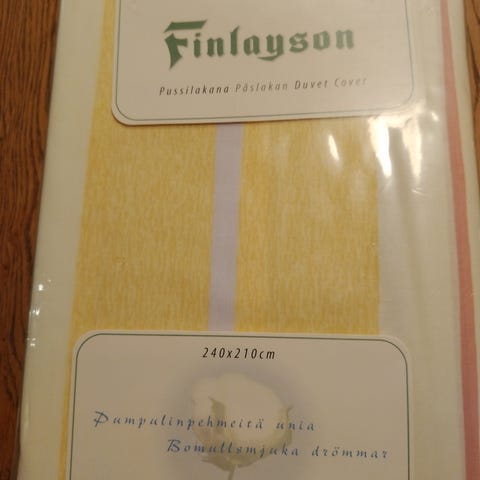 Finlayson
Pussilakana Påslakan Duvet Cover
240x210cm
Pumpulinpehmeitä unia
Bomullsmjuka drömmar